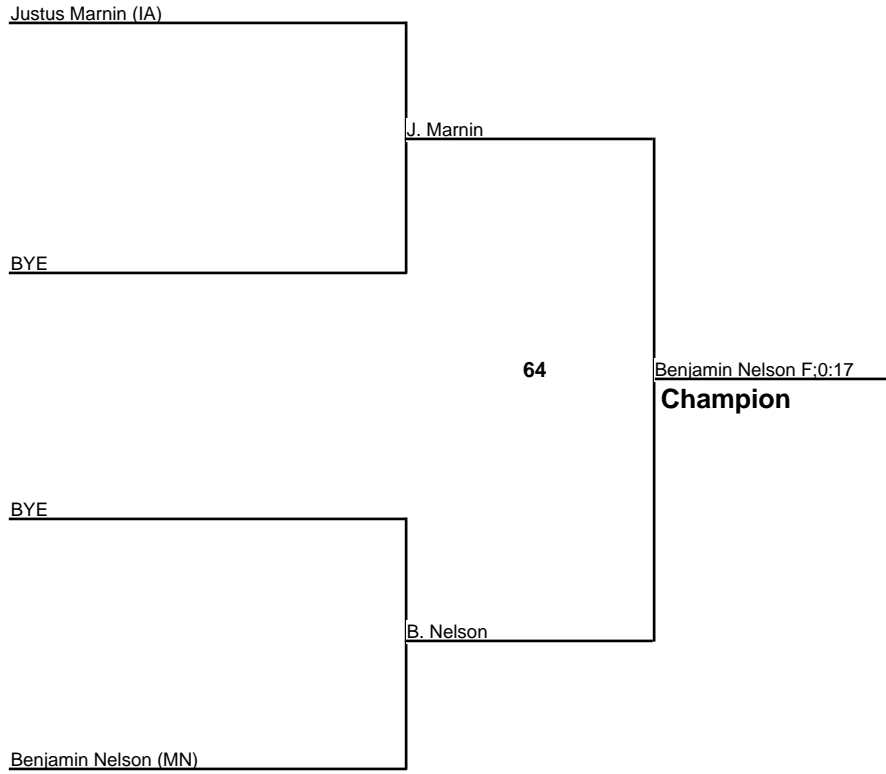 Justus Marnin (IA)
J. Marnin
BYE
64
Benjamin Nelson F;0:17
Champion
BYE
B. Nelson
Benjamin Nelson (MN)